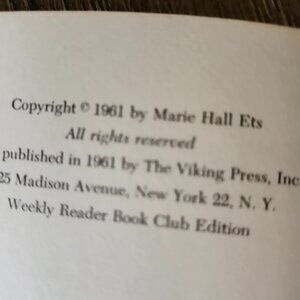 Copyright © 1961 by Marie Hall Ets
All rights reserved
published in 1961 by The Viking Press, Inc
25 Madison Avenue, New York 22, N. Y.
Weekly Reader Book Club Edition